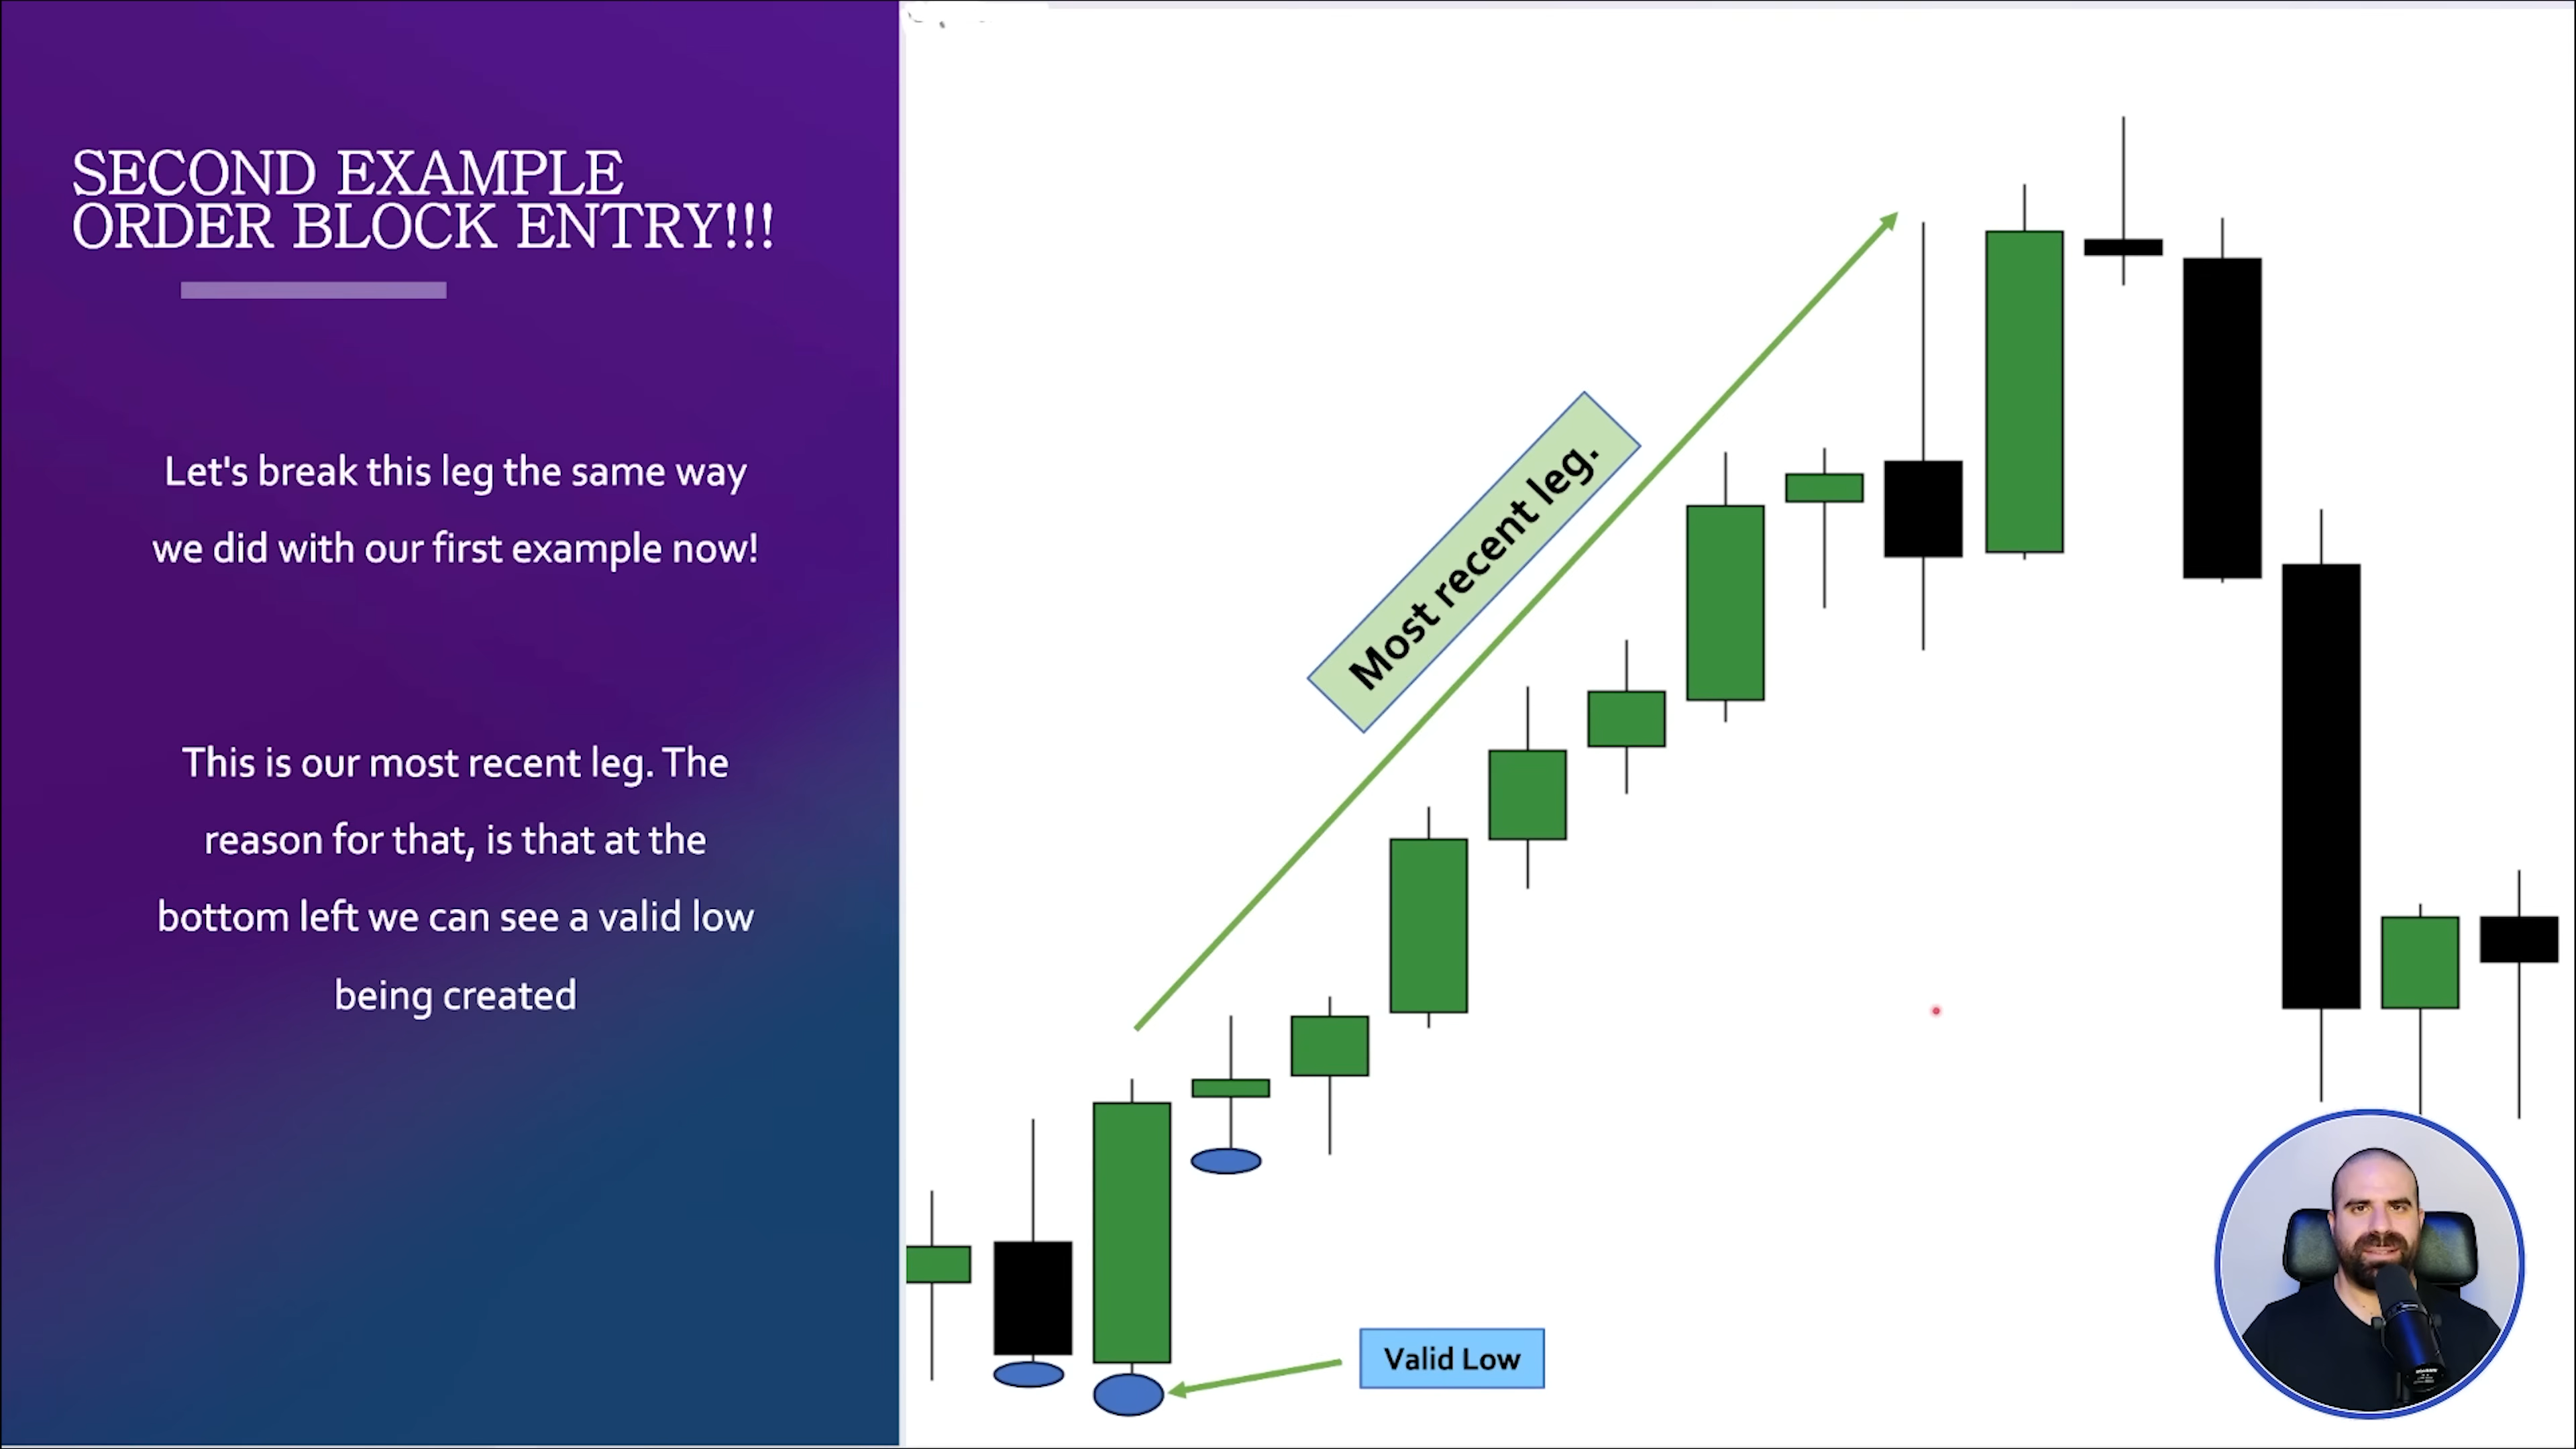 SECOND EXAMPLE
ORDER BLOCK ENTRY!!!
Let's break this leg the same way
we did with our first example now!
This is our most recent leg. The
reason for that, is that at the
bottom left we can see a valid low
being created
Most recent leg.
Valid Low